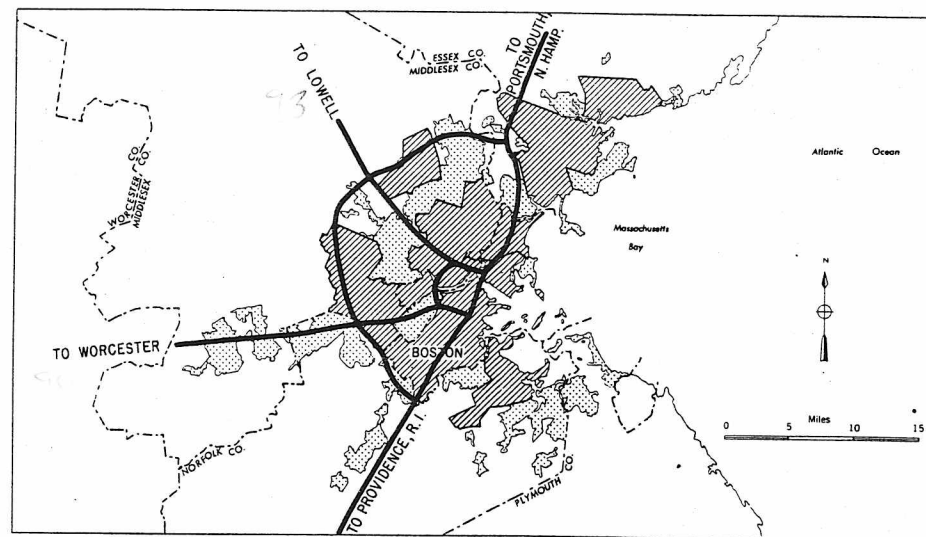 TO
PORTSMOUTH,
N. HAMP.
ESSEX CO.
MIDDLESEX CO.
TO LOWELL
93
WORCESTER CO.
MIDDLESEX CO.
Atlantic Ocean
Massachusetts
Bay
N
TO WORCESTER
BOSTON
NORFOLK CO.
TO PROVIDENCE, R.I.
PLYMOUTH CO.
Miles
0 5 10 15